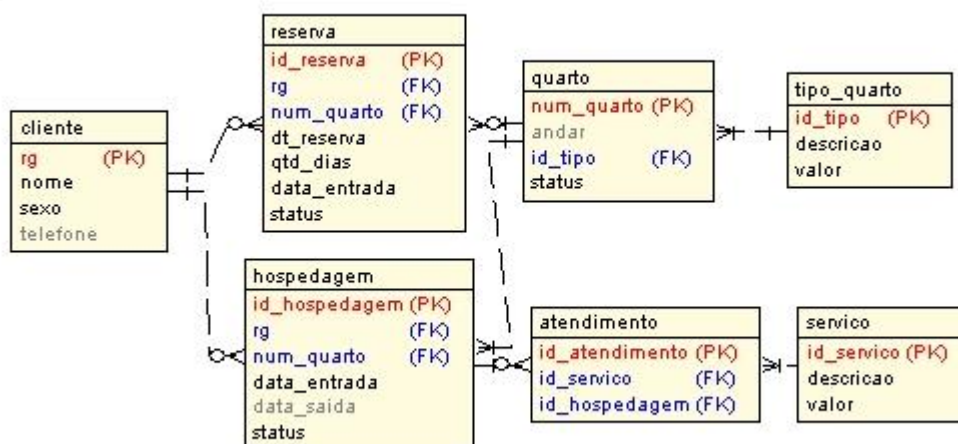 cliente
rg (PK)
nome
sexo
telefone
reserva
id_reserva (PK)
rg (FK)
num_quarto (FK)
dt_reserva
qtd_dias
data_entrada
status
hospedagem
id_hospedagem (PK)
rg (FK)
num_quarto (FK)
data_entrada
data_saida
status
quarto
num_quarto (PK)
andar
id_tipo (FK)
status
tipo_quarto
id_tipo (PK)
descricao
valor
atendimento
id_atendimento (PK)
id_servico (FK)
id_hospedagem (FK)
servico
id_servico (PK)
descricao
valor